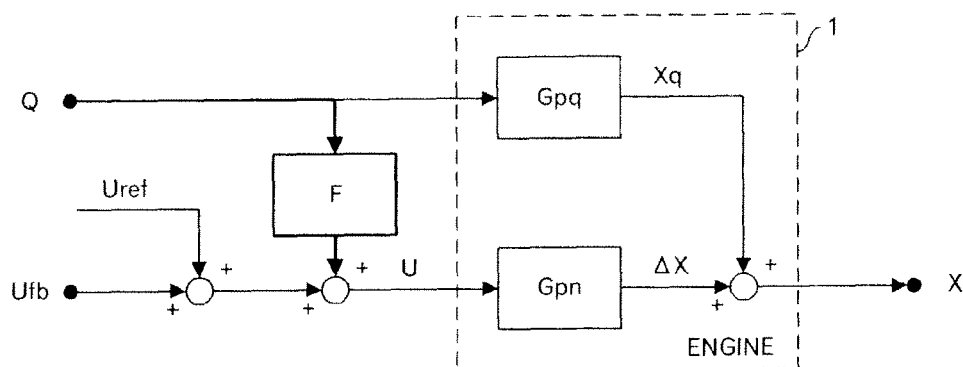 1
Q
Gpq
Xq
F
Uref
+
+
U
ΔX
+
Ufb
+
+
Gpn
+
X
ENGINE